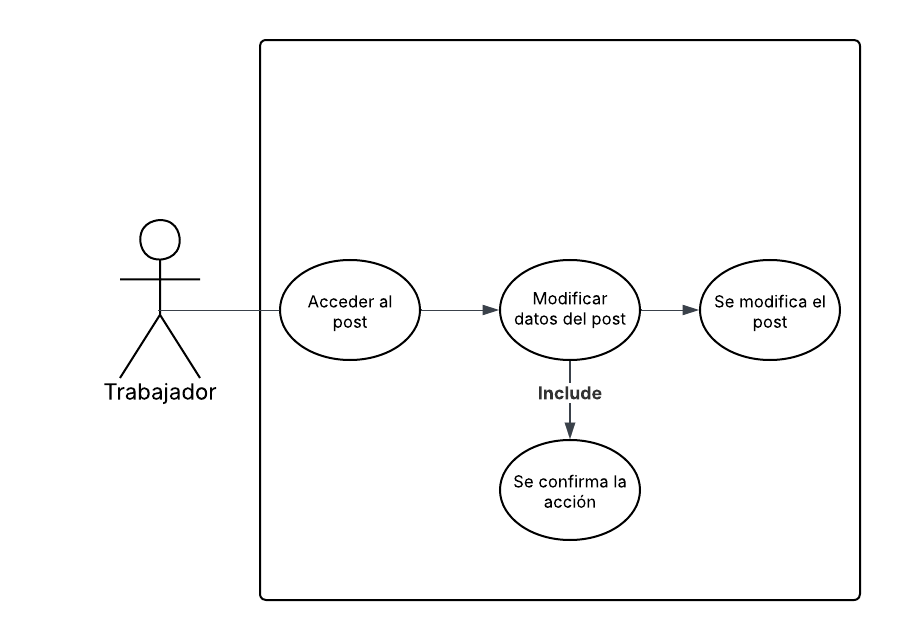 Acceder al
post
Modificar
datos del post
Se modifica el
post
Trabajador
Include
Se confirma la
acción